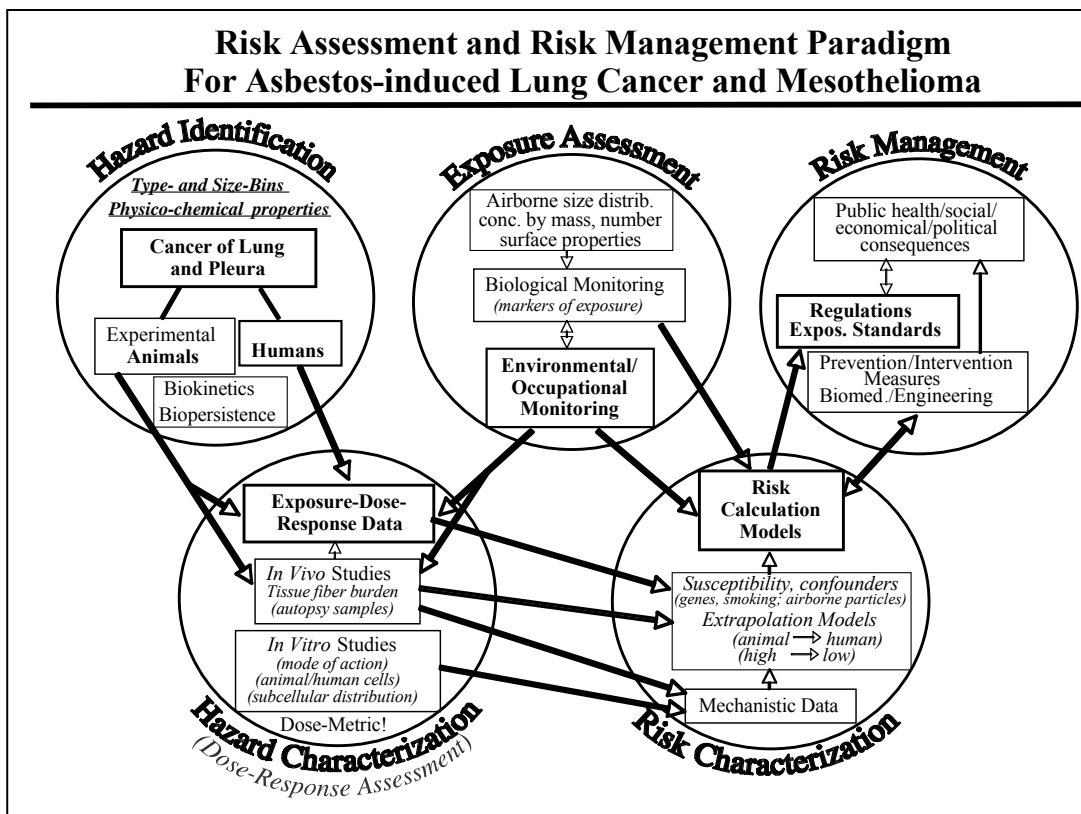 Risk Assessment and Risk Management Paradigm
For Asbestos-induced Lung Cancer and Mesothelioma
Hazard Identification
Type- and Size-Bins
Physico-chemical properties
Cancer of Lung
and Pleura
Experimental
Animals
Humans
Biokinetics
Biopersistence
Exposure Assessment
Airborne size distrib.
conc. by mass, number
surface properties
Biological Monitoring
(markers of exposure)
Environmental/
Occupational
Monitoring
Risk Management
Public health/social/
economical/political
consequences
Regulations
Expos. Standards
Prevention/Intervention
Measures
Biomed./Engineering
Exposure-Dose-
Response Data
In Vivo Studies
Tissue fiber burden
(autopsy samples)
In Vitro Studies
(mode of action)
(animal/human cells)
(subcellular distribution)
Dose-Metric!
Hazard Characterization
(Dose-Response Assessment)
Risk
Calculation
Models
Susceptibility, confounders
(genes, smoking; airborne particles)
Extrapolation Models
(animal human)
(high low)
Mechanistic Data
Risk Characterization